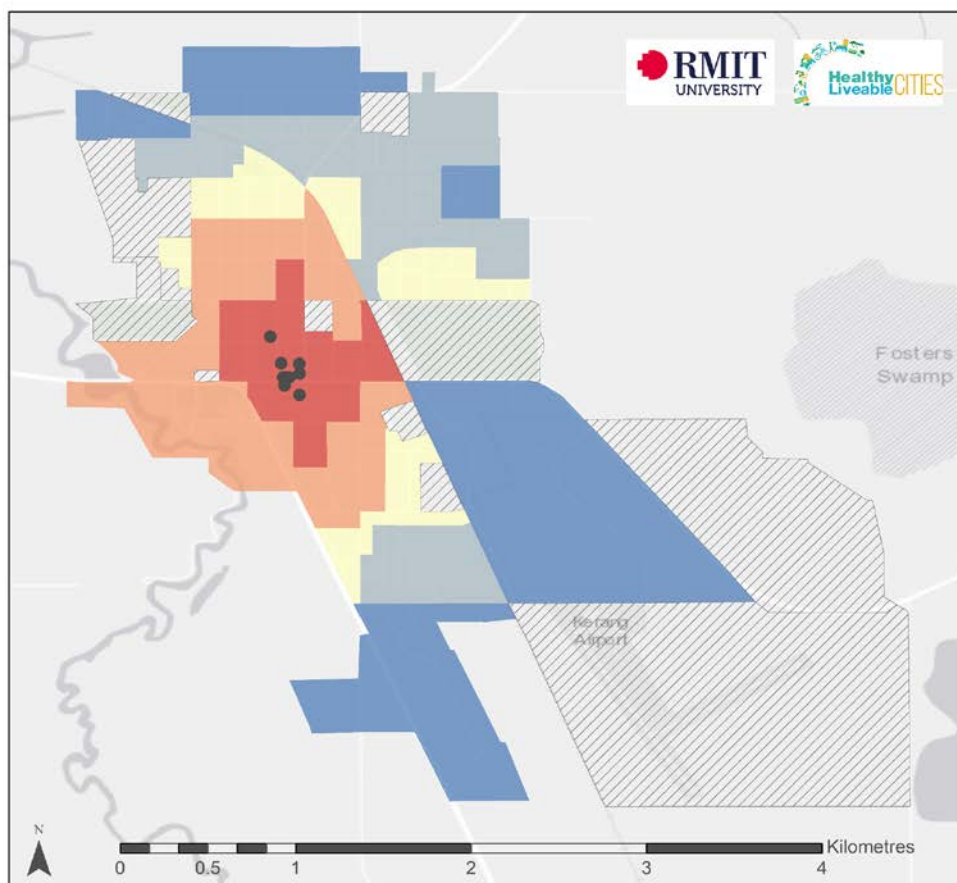 RMIT
UNIVERSITY
Healthy
Liveable CITIES
Fosters
Swamp
Kerang
Airport
N
Kilometres
0 0.5 1 2 3 4